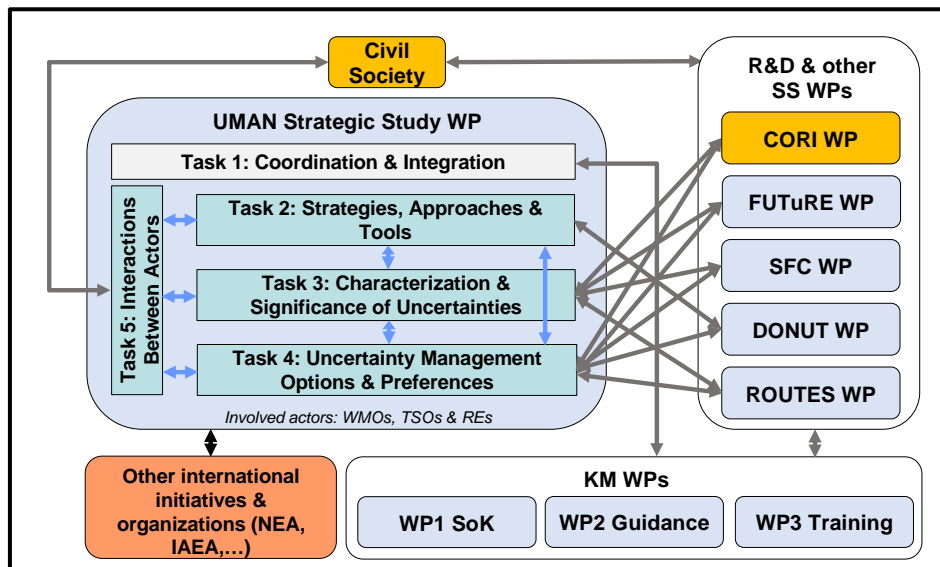 Civil
Society
R&D & other
SS WPs
UMAN Strategic Study WP
Task 1: Coordination & Integration
Task 5: Interactions
Between Actors
Task 2: Strategies, Approaches &
Tools
Task 3: Characterization &
Significance of Uncertainties
Task 4: Uncertainty Management
Options & Preferences
Involved actors: WMOs, TSOs & REs
CORI WP
FUTuRE WP
SFC WP
DONUT WP
ROUTES WP
Other international
initiatives &
organizations (NEA,
IAEA,...)
KM WPs
WP1 SoK
WP2 Guidance
WP3 Training